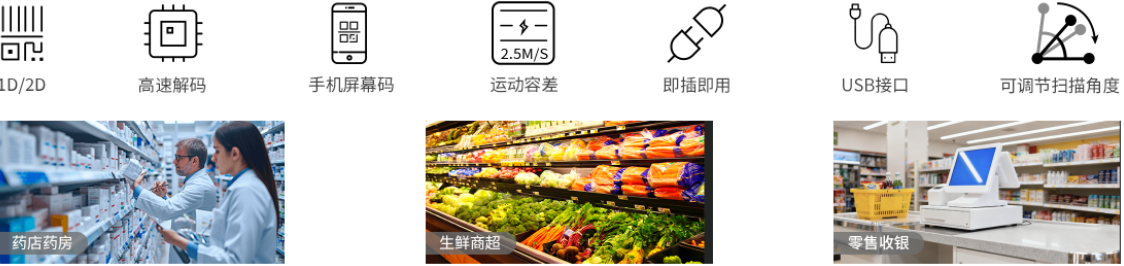 2.5M/S
1D/2D
高速解码
手机屏幕码
运动容差
即插即用
USB接口
可调节扫描角度
药店药房
生鲜商超
零售收银